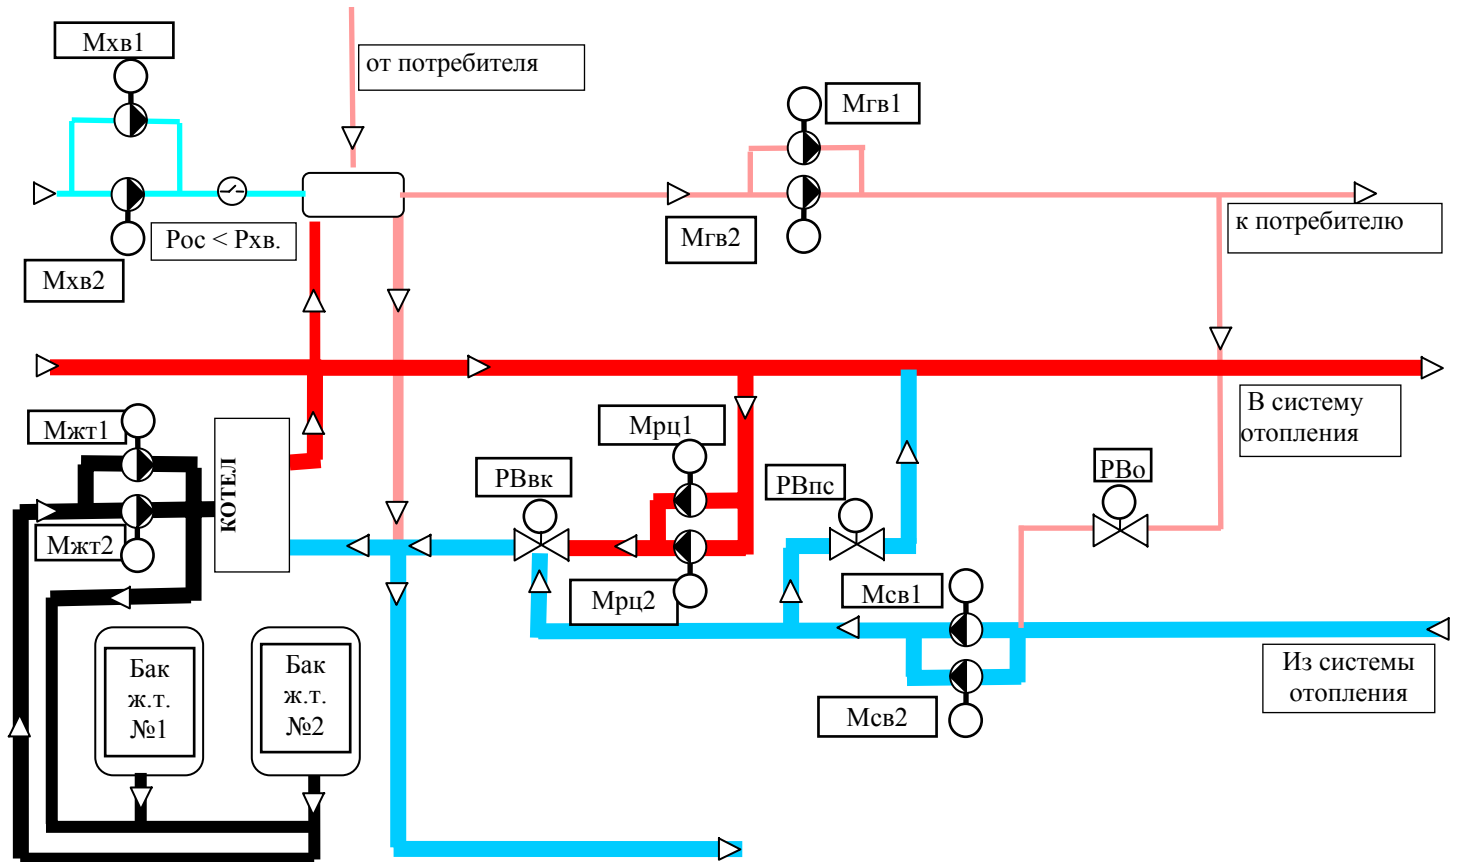 Мхв1
от потребителя
Мгв1
Рос < Рхв.
Мгв2
к потребителю
Мхв2
В систему
отопления
Мжт1
Мрц1
РВвк
РВпс
РВо
КОТЕЛ
Мжт2
Мрц2
Мсв1
Бак
ж.т.
№1
Бак
ж.т.
№2
Из системы
отопления
Мсв2